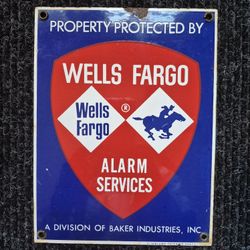 PROPERTY PROTECTED BY
WELLS FARGO
Wells
Fargo
®
ALARM
SERVICES
A DIVISION OF BAKER INDUSTRIES, INC